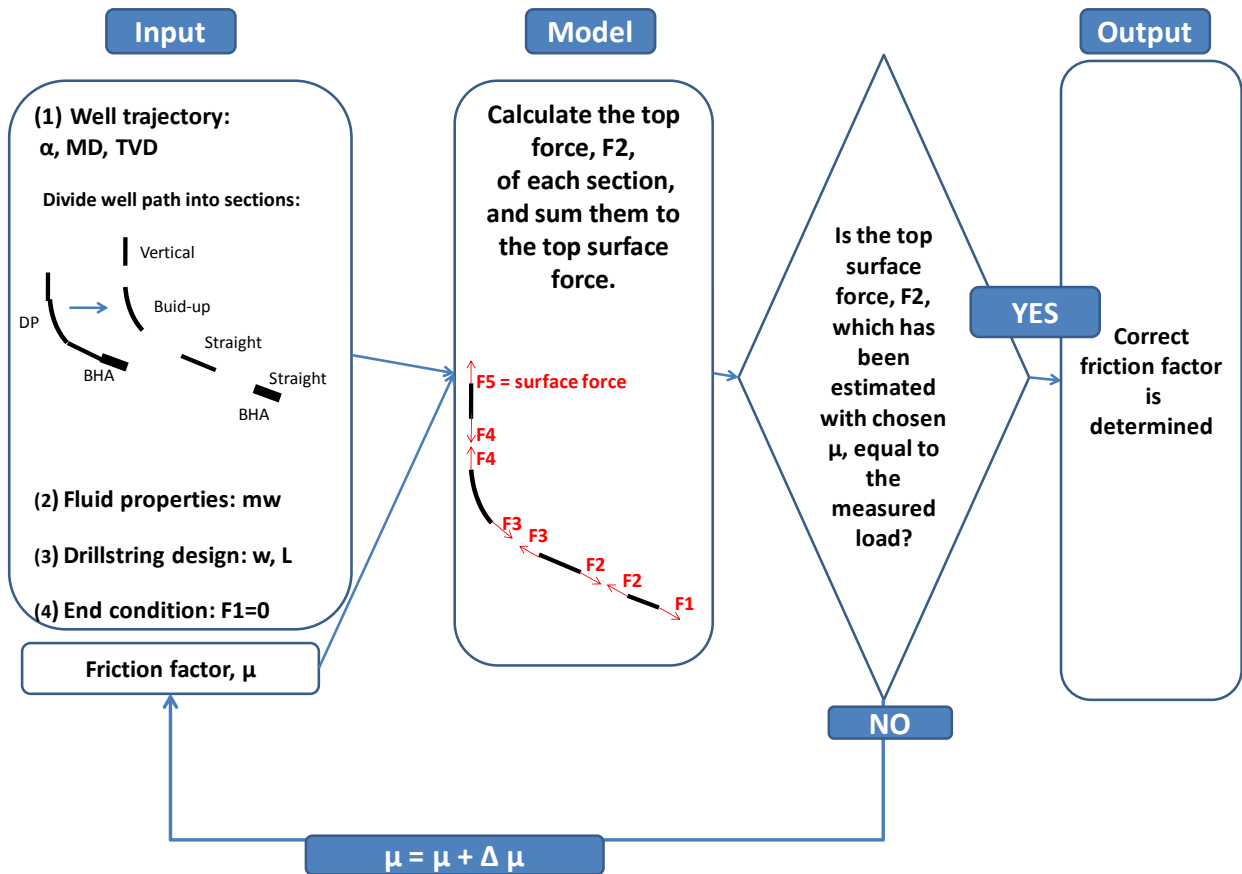 Input
(1) Well trajectory:
α, MD, TVD
Divide well path into sections:
Vertical
DP
Buid-up
Straight
BHA
Straight
BHA
(2) Fluid properties: mw
(3) Drillstring design: w, L
(4) End condition: F1=0
Friction factor, μ
Model
Calculate the top
force, F2,
of each section,
and sum them to
the top surface
force.
F5 = surface force
F4
F4
F3
F3
F2
F2
F1
Is the top
surface
force, F2,
which has
been
estimated
with chosen
μ, equal to
the
measured
load?
YES
NO
μ = μ + Δ μ
Output
Correct
friction factor
is
determined